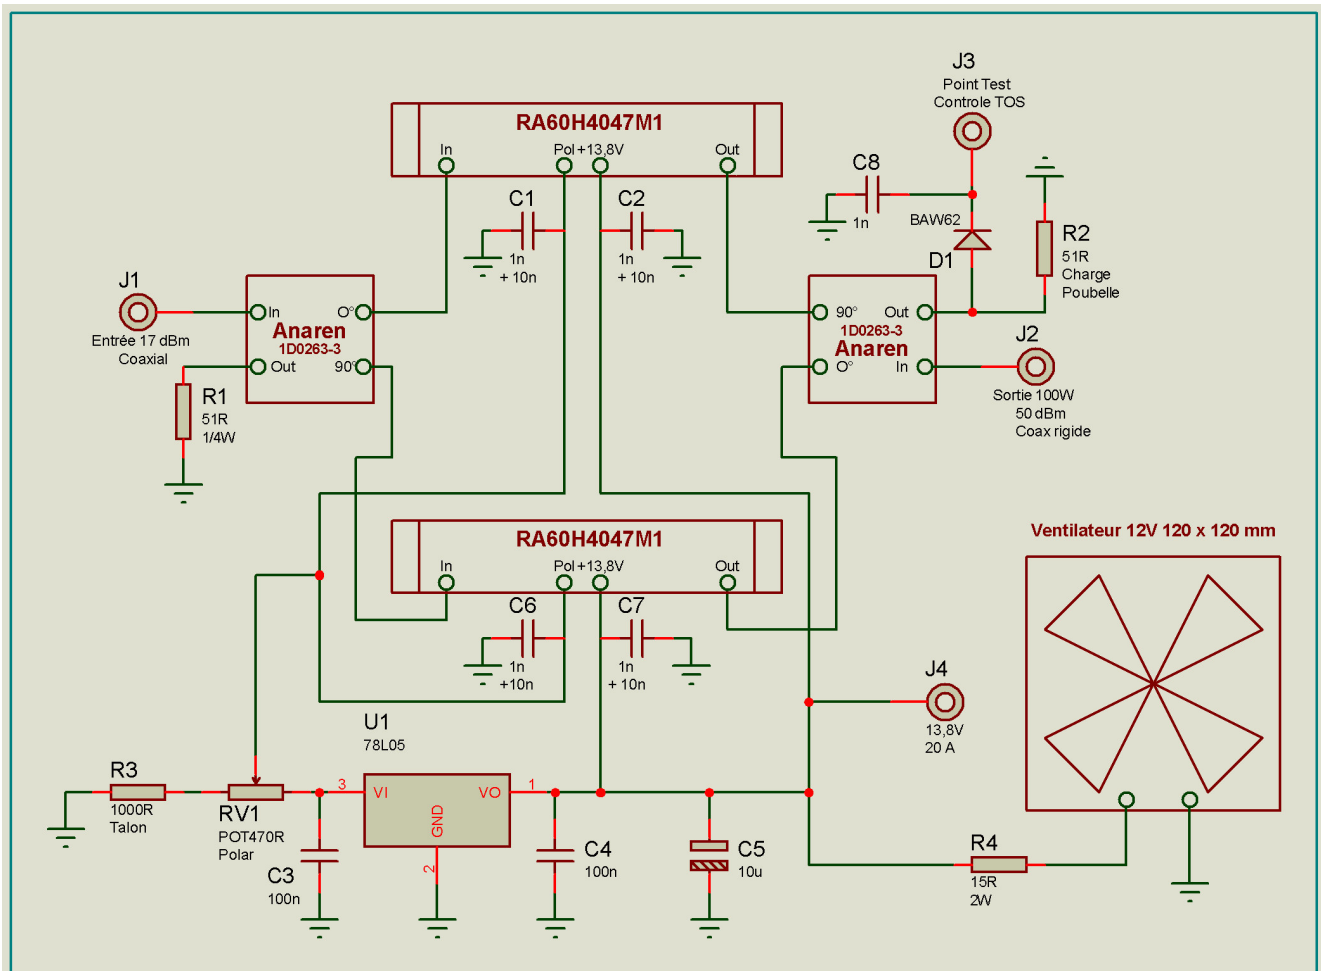 J3
Point Test
Controle TOS
RA60H4047M1
In
Pol
+13,8V
Out
C8
1n
BAW62
D1
R2
51R
Charge
Poubelle
C1
1n
+ 10n
C2
1n
+ 10n
J1
Entrée 17 dBm
Coaxial
In
O°
Anaren
1D0263-3
Out
90°
90°
Out
1D0263-3
Anaren
O°
In
J2
Sortie 100W
50 dBm
Coax rigide
R1
51R
1/4W
RA60H4047M1
In
Pol
+13,8V
Out
Ventilateur 12V 120 x 120 mm
C6
1n
+10n
C7
1n
+ 10n
J4
13,8V
20 A
U1
78L05
3
VI
VO
1
GND
2
R3
1000R
Talon
RV1
POT470R
Polar
C3
100n
C4
100n
C5
10u
R4
15R
2W